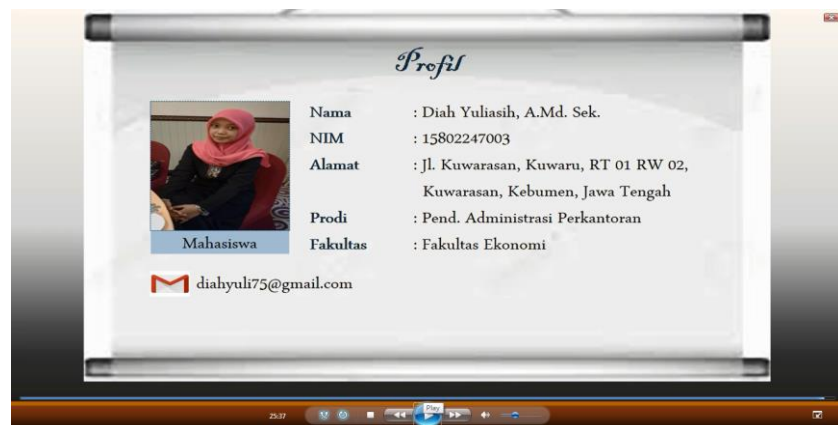 Profil
Nama : Diah Yuliasih, A.Md. Sek.
NIM : 15802247003
Alamat : Jl. Kuwarasan, Kuwaru, RT 01 RW 02,
Kuwarasan, Kebumen, Jawa Tengah
Prodi : Pend. Administrasi Perkantoran
Mahasiswa
Fakultas : Fakultas Ekonomi
diahyuli75@gmail.com
25:37
Play